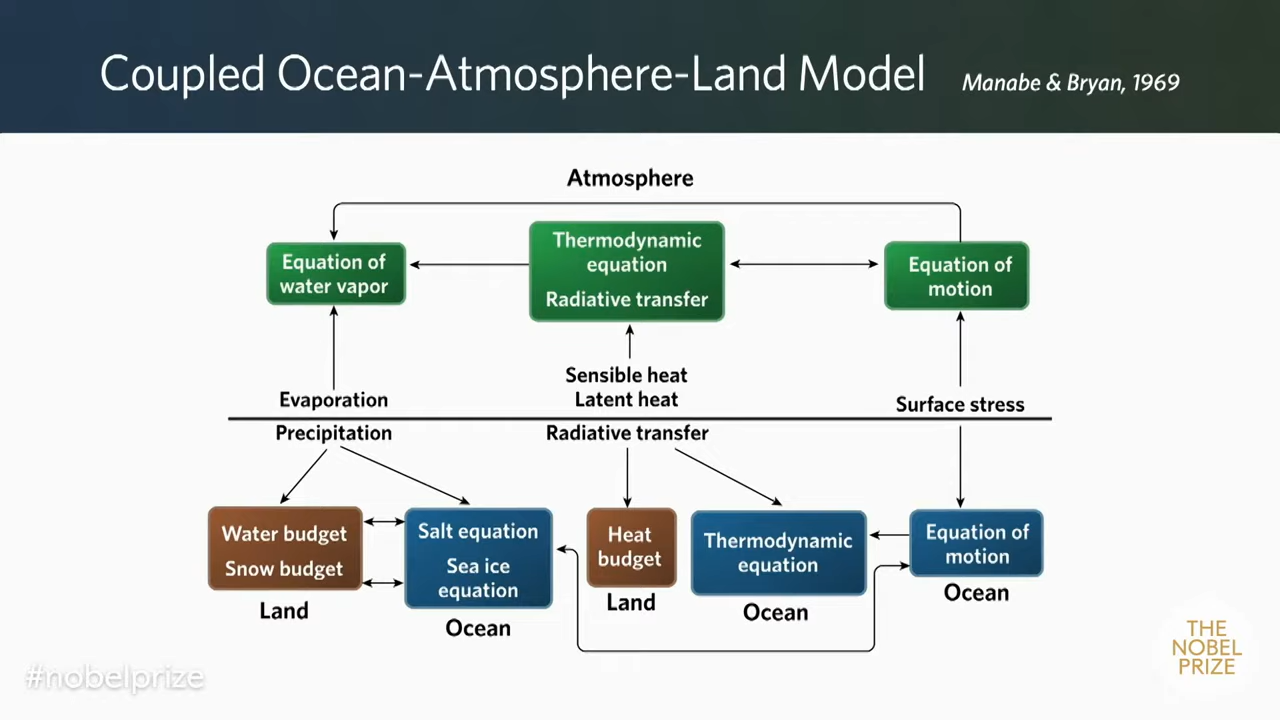 Coupled Ocean-Atmosphere-Land Model
Manabe & Bryan, 1969
Atmosphere
Equation of
water vapor
Thermodynamic
equation
Radiative transfer
Equation of
motion
Evaporation
Sensible heat
Latent heat
Surface stress
Precipitation
Radiative transfer
Water budget
Snow budget
Land
Salt equation
Sea ice
equation
Ocean
Heat
budget
Land
Thermodynamic
equation
Ocean
Equation of
motion
Ocean
#nobelprize
THE
NOBEL
PRIZE